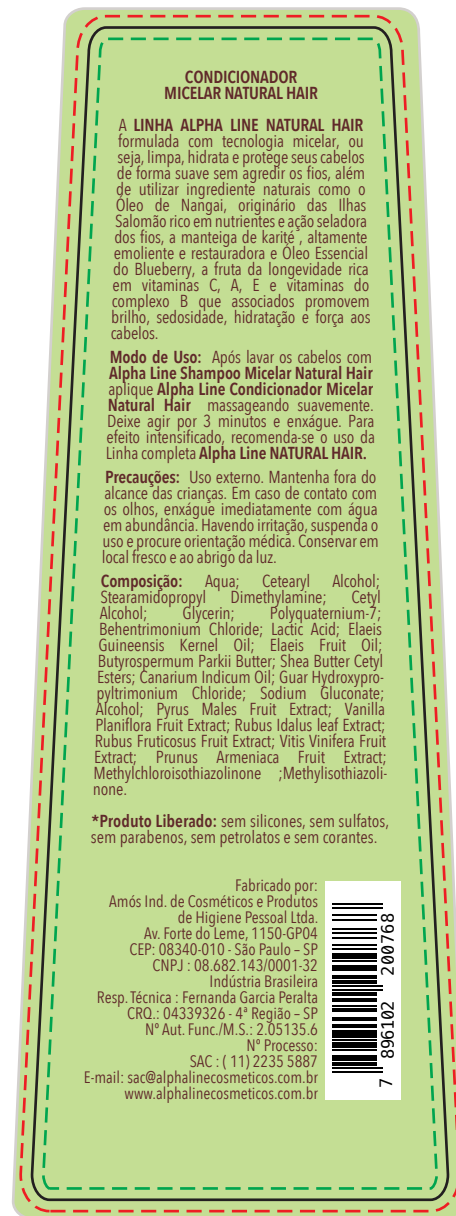 CONDICIONADOR
MICELAR NATURAL HAIR
A LINHA ALPHA LINE NATURAL HAIR
formulada com tecnologia micelar, ou
seja, limpa, hidrata e protege seus cabelos
de forma suave sem agredir os fios, além
de utilizar ingrediente naturais como o
Óleo de Nangai, originário das Ilhas
Salomão rico em nutrientes e ação seladora
dos fios, a manteiga de karité , altamente
emoliente e restauradora e Óleo Essencial
do Blueberry, a fruta da longevidade rica
em vitaminas C, A, E e vitaminas do
complexo B que associados promovem
brilho, sedosidade, hidratação e força aos
cabelos.
Modo de Uso: Após lavar os cabelos com
Alpha Line Shampoo Micelar Natural Hair
aplique Alpha Line Condicionador Micelar
Natural Hair massageando suavemente.
Deixe agir por 3 minutos e enxágue. Para
efeito intensificado, recomenda-se o uso da
Linha completa Alpha Line NATURAL HAIR.
Precauções: Uso externo. Mantenha fora do
alcance das crianças. Em caso de contato com
os olhos, enxágue imediatamente com água
em abundância. Havendo irritação, suspenda o
uso e procure orientação médica. Conservar em
local fresco e ao abrigo da luz.
Composição: Aqua; Cetearyl Alcohol;
Stearamidopropyl Dimethylamine; Cetyl
Alcohol; Glycerin; Polyquaternium-7;
Behentrimonium Chloride; Lactic Acid; Elaeis
Guineensis Kernel Oil; Elaeis Fruit Oil;
Butyrospermum Parkii Butter; Shea Butter Cetyl
Esters; Canarium Indicum Oil; Guar Hydroxypro-
pyltrimonium Chloride; Sodium Gluconate;
Alcohol; Pyrus Males Fruit Extract; Vanilla
Planiflora Fruit Extract; Rubus Idalus leaf Extract;
Rubus Fruticosus Fruit Extract; Vitis Vinifera Fruit
Extract; Prunus Armeniaca Fruit Extract;
Methylchloroisothiazolinone ;Methylisothiazoli-
none.
*Produto Liberado: sem silicones, sem sulfatos,
sem parabenos, sem petrolatos e sem corantes.
Fabricado por:
Amós Ind. de Cosméticos e Produtos
de Higiene Pessoal Ltda.
Av. Forte do Leme, 1150-GP04
CEP: 08340-010 - São Paulo – SP
CNPJ : 08.682.143/0001-32
Indústria Brasileira
Resp. Técnica : Fernanda Garcia Peralta
CRQ.: 04339326 - 4ª Região – SP
Nº Aut. Func./M.S.: 2.05135.6
Nº Processo:
SAC : ( 11) 2235 5887
E-mail: sac@alphalinecosmeticos.com.br
www.alphalinecosmeticos.com.br
7 896102 200768